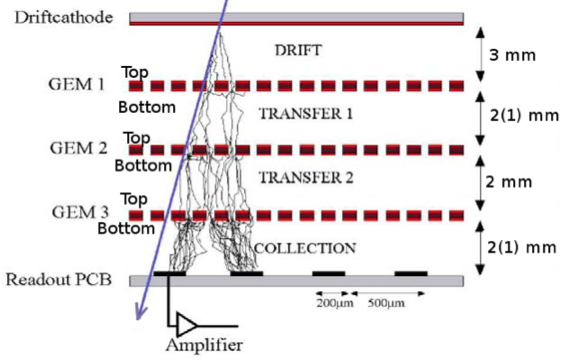 Driftcathode
DRIFT
3 mm
Top
GEM 1
Bottom
TRANSFER 1
2(1) mm
Top
GEM 2
Bottom
TRANSFER 2
2 mm
Top
GEM 3
Bottom
COLLECTION
2(1) mm
Readout PCB
200µm 500µm
Amplifier